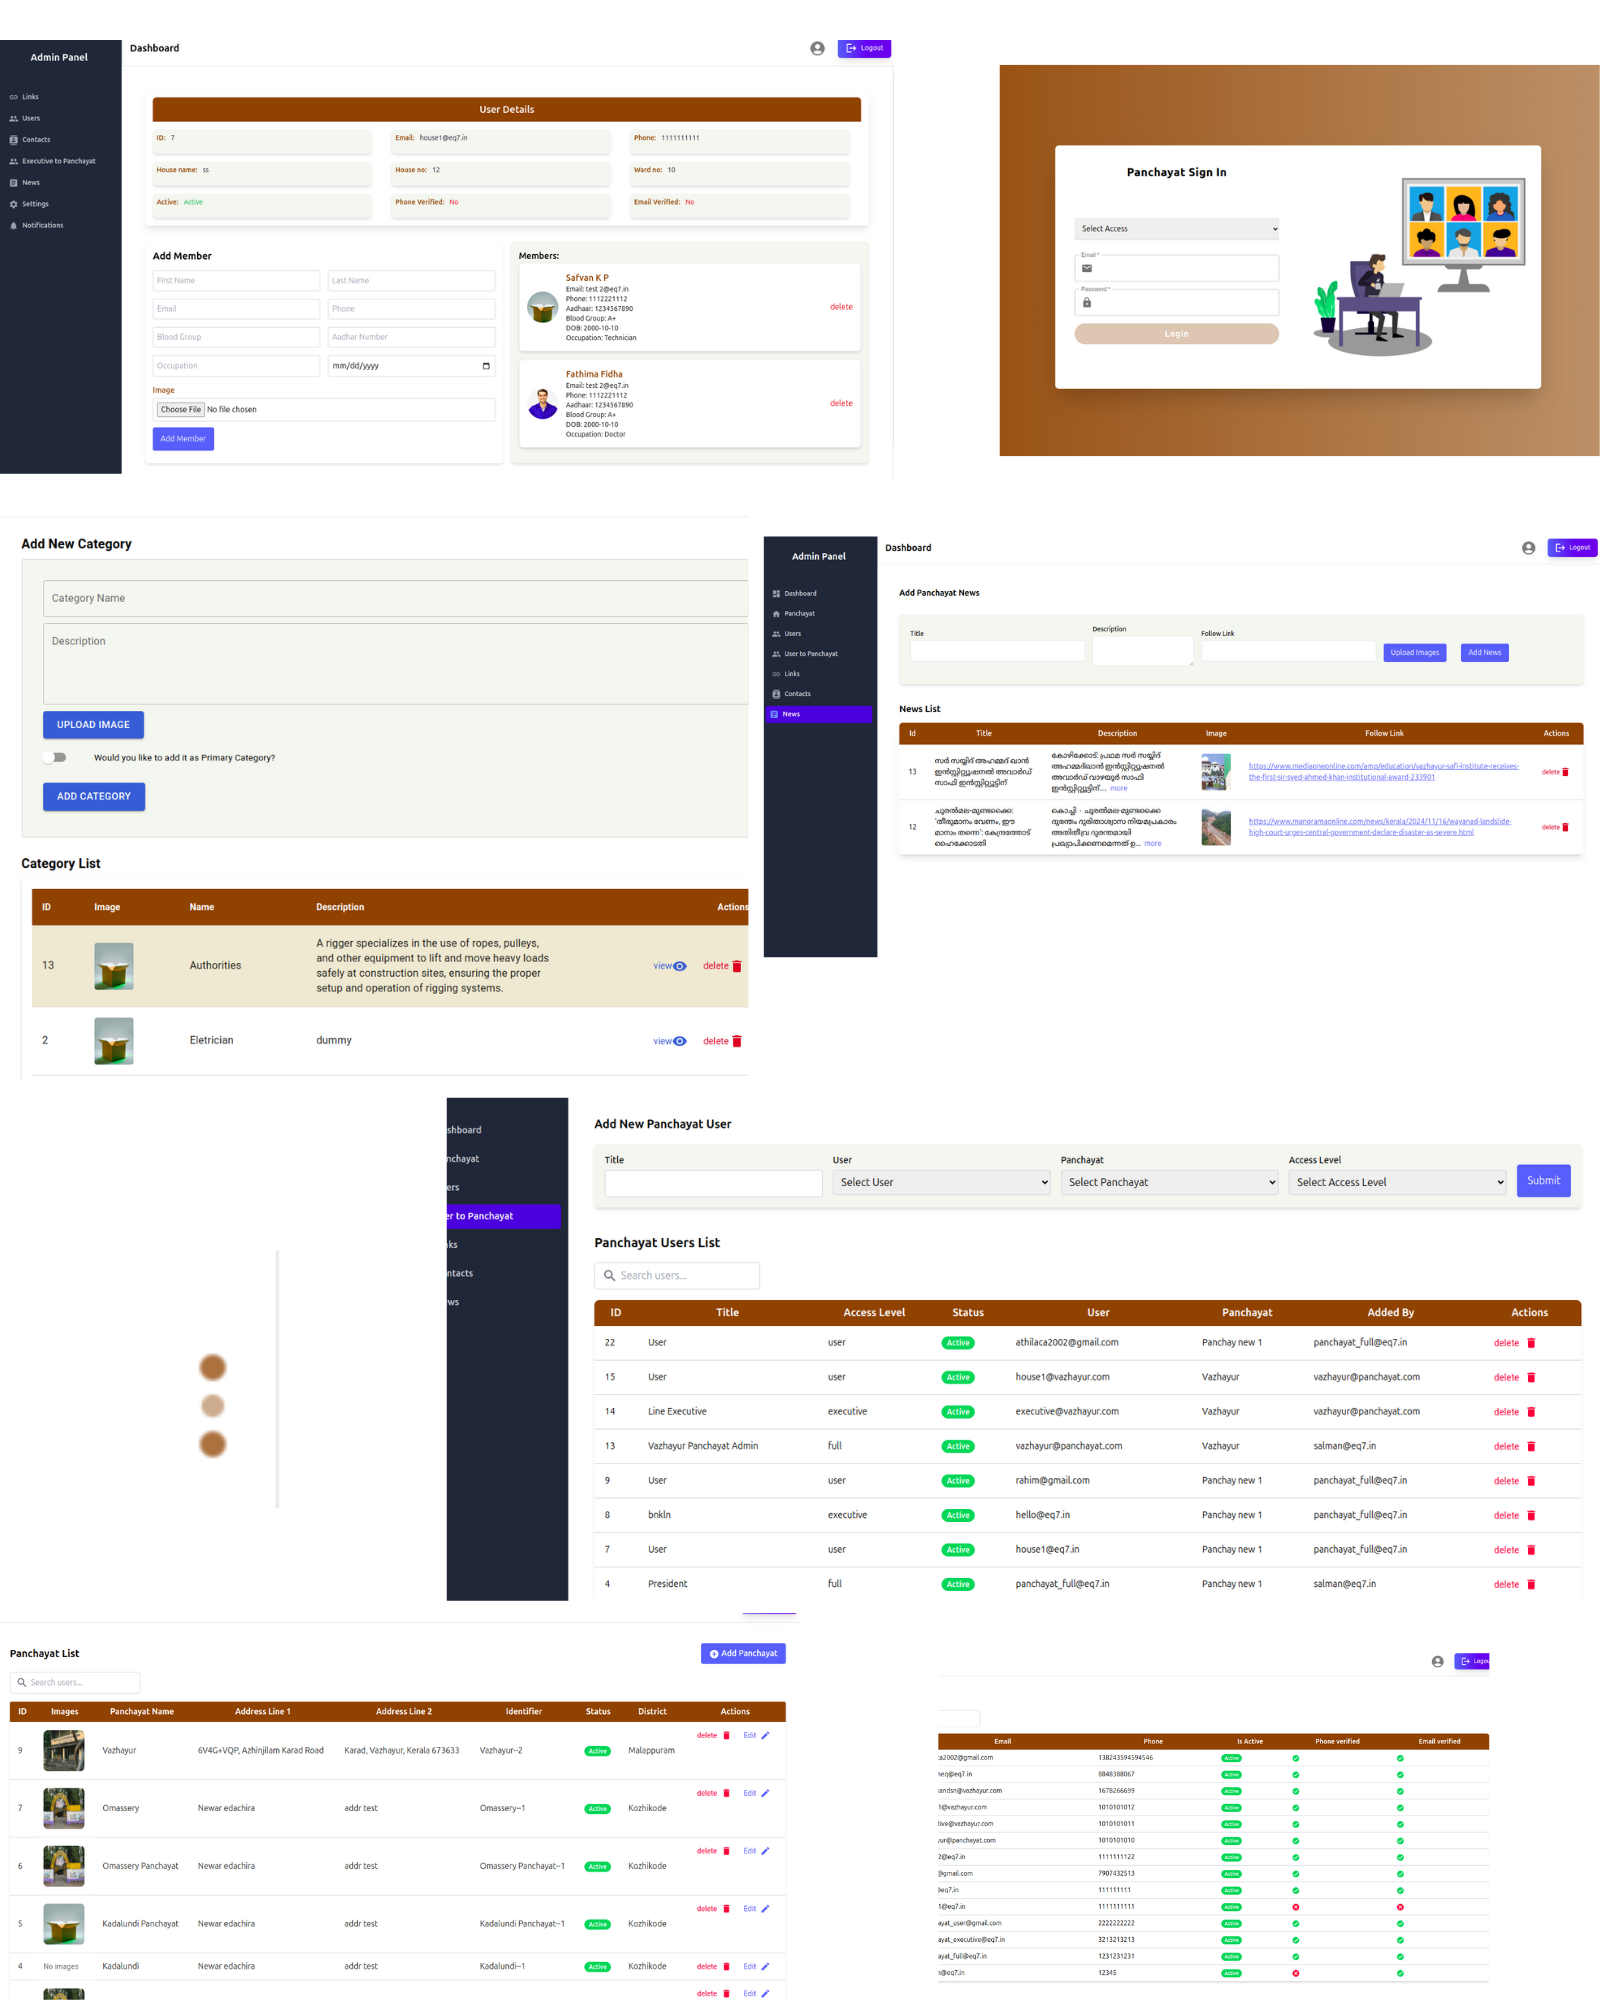 Admin Panel
Links
Users
Contacts
Executive to Panchayat
News
Settings
Notifications
Dashboard
Logout
User Details
ID: 7
Email: house1@eq7.in
Phone: 1111111111
House name: ss
House no: 12
Ward no: 10
Active: Active
Phone Verified: No
Email Verified: No
Add Member
First Name
Last Name
Email
Phone
Blood Group
Aadhar Number
Occupation
mm/dd/yyyy
Image
Choose File No file chosen
Add Member
Members:
Safvan K P
Email: test 2@eq7.in
Phone: 1112221112
Aadhaar: 1234567890
Blood Group: A+
DOB: 2000-10-10
Occupation: Technician
delete
Fathima Fidha
Email: test 2@eq7.in
Phone: 1112221112
Aadhaar: 1234567890
Blood Group: A+
DOB: 2000-10-10
Occupation: Doctor
delete
Panchayat Sign In
Select Access
Email *
Password *
Login
Add New Category
Category Name
Description
UPLOAD IMAGE
Would you like to add it as Primary Category?
ADD CATEGORY
Category List
ID Image Name Description Actions
13 Authorities
A rigger specializes in the use of ropes, pulleys,
and other equipment to lift and move heavy loads
safely at construction sites, ensuring the proper
setup and operation of rigging systems.
view delete
2 Eletrician dummy view delete
Admin Panel
Dashboard
Panchayat
Users
User to Panchayat
Links
Contacts
News
Dashboard
Logout
Add Panchayat News
Title
Description
Follow Link
Upload Images
Add News
News List
Id Title Description Image Follow Link Actions
13
സർ സയ്യിദ് അഹമ്മദ് ഖാൻ
ഇൻസ്റ്റിറ്റ്യൂഷനൽ അവാർഡ്
സാഫി ഇൻസ്റ്റിറ്റ്യൂട്ടിന്
കോഴിക്കോട്: പ്രഥമ സർ സയ്യിദ്
അഹമ്മദ്ഖാൻ ഇൻസ്റ്റിറ്റ്യൂഷനൽ
അവാർഡ് വാഴയൂർ സാഫി
ഇൻസ്റ്റിറ്റ്യൂട്ടിന്.... more
https://www.mediaoneonline.com/amp/education/vazhayur-safi-institute-receives-
the-first-sir-syed-ahmed-khan-institutional-award-233901
delete
12
ചൂരൽമല-മുണ്ടക്കൈ:
'തീരുമാനം വേണം, ഈ
മാസം തന്നെ': കേന്ദ്രത്തോട്
ഹൈക്കോടതി
കൊച്ചി ∙ ചൂരൽമല-മുണ്ടക്കൈ
ദുരന്തം ദുരിതാശ്വാസ നിയമപ്രകാരം
അതിതീവ്ര ദുരന്തമായി
പ്രഖ്യാപിക്കണമെന്നത് ഉ... more
https://www.manoramaonline.com/news/kerala/2024/11/16/wayanad-landslide-
high-court-urges-central-government-declare-disaster-as-severe.html
delete
shboard
nchayat
ers
er to Panchayat
ks
ntacts
ws
Add New Panchayat User
Title
User
Panchayat
Access Level
Select User
Select Panchayat
Select Access Level
Submit
Panchayat Users List
Search users...
ID Title Access Level Status User Panchayat Added By Actions
22 User user Active athilaca2002@gmail.com Panchay new 1 panchayat_full@eq7.in delete
15 User user Active house1@vazhayur.com Vazhayur vazhayur@panchayat.com delete
14 Line Executive executive Active executive@vazhayur.com Vazhayur vazhayur@panchayat.com delete
13 Vazhayur Panchayat Admin full Active vazhayur@panchayat.com Vazhayur salman@eq7.in delete
9 User user Active rahim@gmail.com Panchay new 1 panchayat_full@eq7.in delete
8 bnkln executive Active hello@eq7.in Panchay new 1 panchayat_full@eq7.in delete
7 User user Active house1@eq7.in Panchay new 1 panchayat_full@eq7.in delete
4 President full Active panchayat_full@eq7.in Panchay new 1 salman@eq7.in delete
Panchayat List
Add Panchayat
Search users...
ID Images Panchayat Name Address Line 1 Address Line 2 Identifier Status District Actions
9 Vazhayur 6V4G+VQP, Azhinjilam Karad Road Karad, Vazhayur, Kerala 673633 Vazhayur--2 Active Malappuram delete Edit
7 Omassery Newar edachira addr test Omassery--1 Active Kozhikode delete Edit
6 Omassery Panchayat Newar edachira addr test Omassery Panchayat--1 Active Kozhikode delete Edit
5 Kadalundi Panchayat Newar edachira addr test Kadalundi Panchayat--1 Active Kozhikode delete Edit
4 No images Kadalundi Newar edachira addr test Kadalundi--1 Active Kozhikode delete Edit
delete Edit
Logou
Email Phone Is Active Phone verified Email verified
a2002@gmail.com 138243594594546 Active
neq@eq7.in 8848388067 Active
andsn@vazhayur.com 1678266699 Active
1@vazhayur.com 1010101012 Active
tive@vazhayur.com 1010101011 Active
ur@panchayat.com 1010101010 Active
2@eq7.in 1111111122 Active
@gmail.com 7907432513 Active
eq7.in 111111111 Active
1@eq7.in 1111111111 Active
ayat_user@gmail.com 2222222222 Active
ayat_executive@eq7.in 3213213213 Active
ayat_full@eq7.in 1231231231 Active
@eq7.in 12345 Active